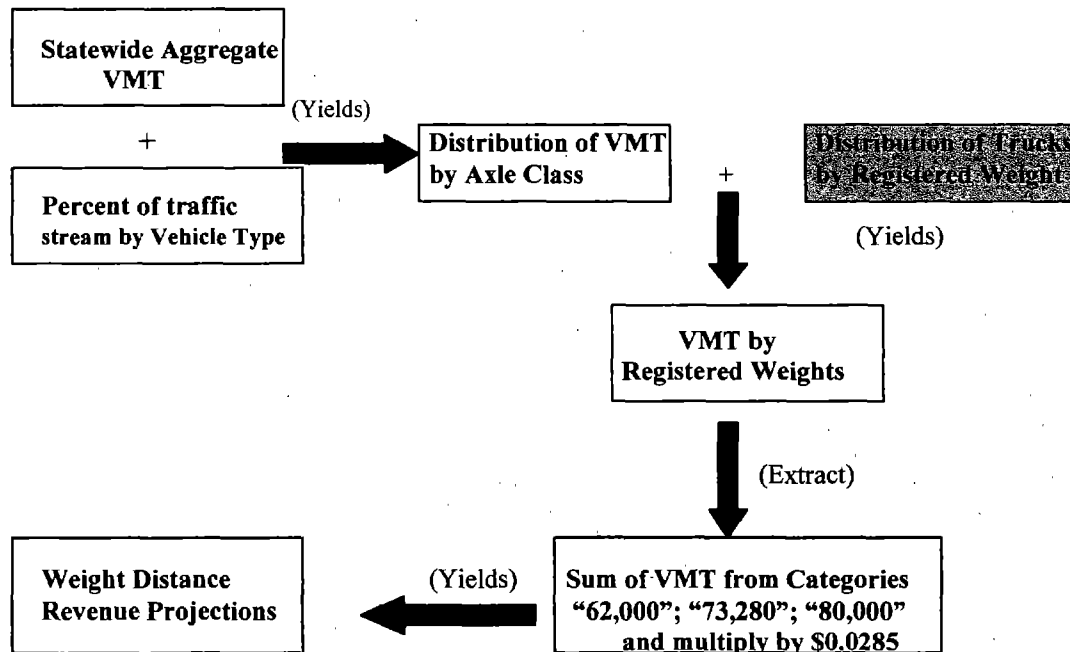 Statewide Aggregate
VMT
+
Percent of traffic
stream by Vehicle Type
(Yields)
Distribution of VMT
by Axle Class
+
Distribution of Trucks
by Registered Weight
(Yields)
VMT by
Registered Weights
(Extract)
Sum of VMT from Categories
“62,000”; “73,280”; “80,000”
and multiply by $0.0285
(Yields)
Weight Distance
Revenue Projections